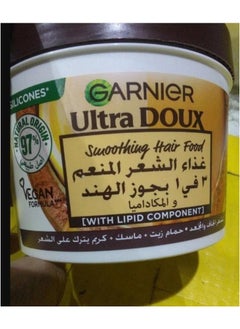 SILICONES*
NATURAL ORIGIN*
97%
GARNIER
Ultra DOUX
Smoothing Hair Food
غذاء الشعر المنعم
٣ في ١ بجوز الهند
و المكاداميا
VEGAN
FORMULA**
[WITH LIPID COMPONENT]
حمام زيت • ماسك • كريم يترك على الشعر